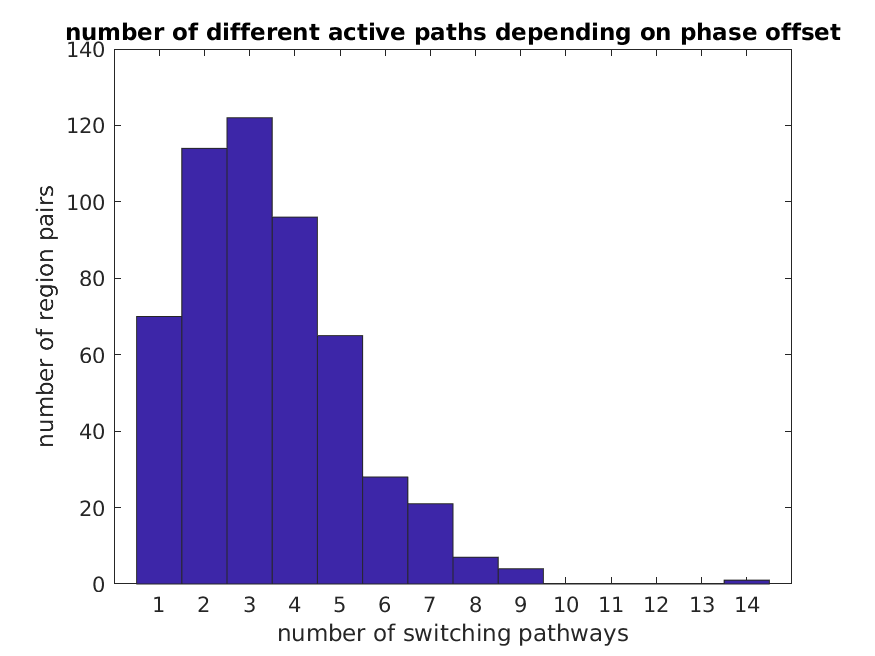 number of different active paths depending on phase offset
140
120
100
80
60
40
20
0
number of region pairs
1 2 3 4 5 6 7 8 9 10 11 12 13 14
number of switching pathways